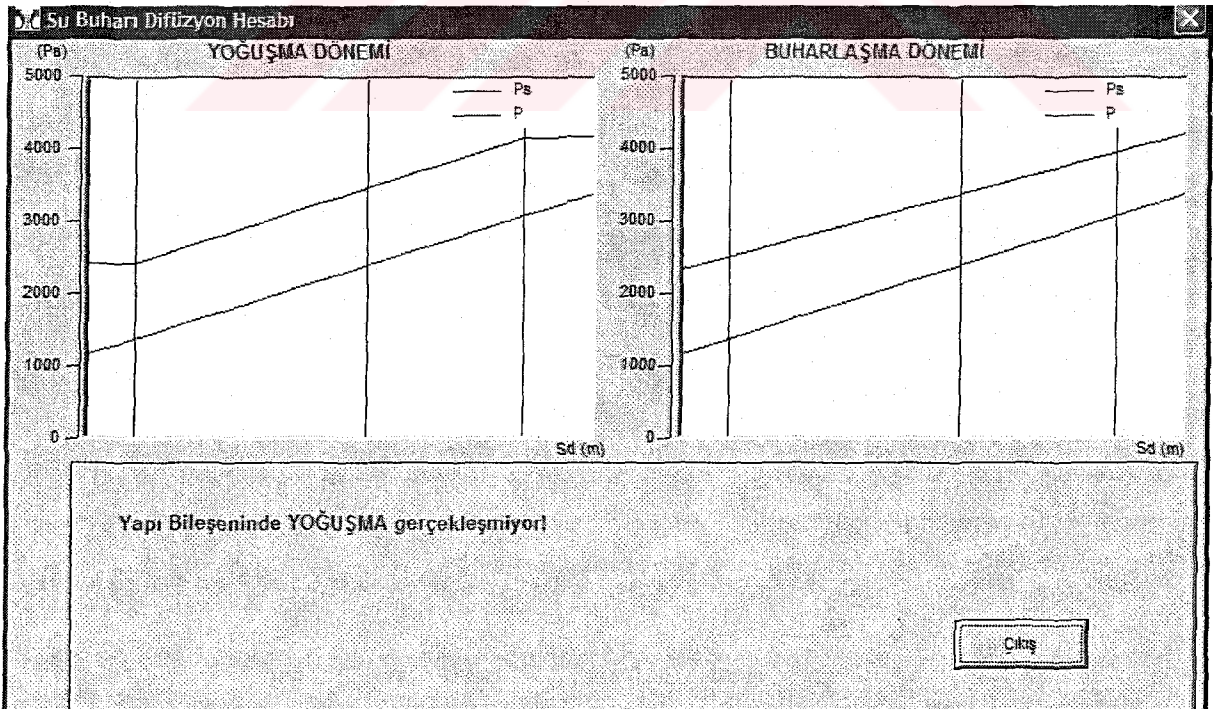 Su Buharı Difüzyon Hesabı
(Pa) YOĞUŞMA DÖNEMİ
5000
4000
3000
2000
1000
0
Ps
P
Sd (m)
(Pa) BUHARLAŞMA DÖNEMİ
5000
4000
3000
2000
1000
0
Ps
P
Sd (m)
Yapı Bileşeninde YOĞUŞMA gerçekleşmiyor!
Çıkış